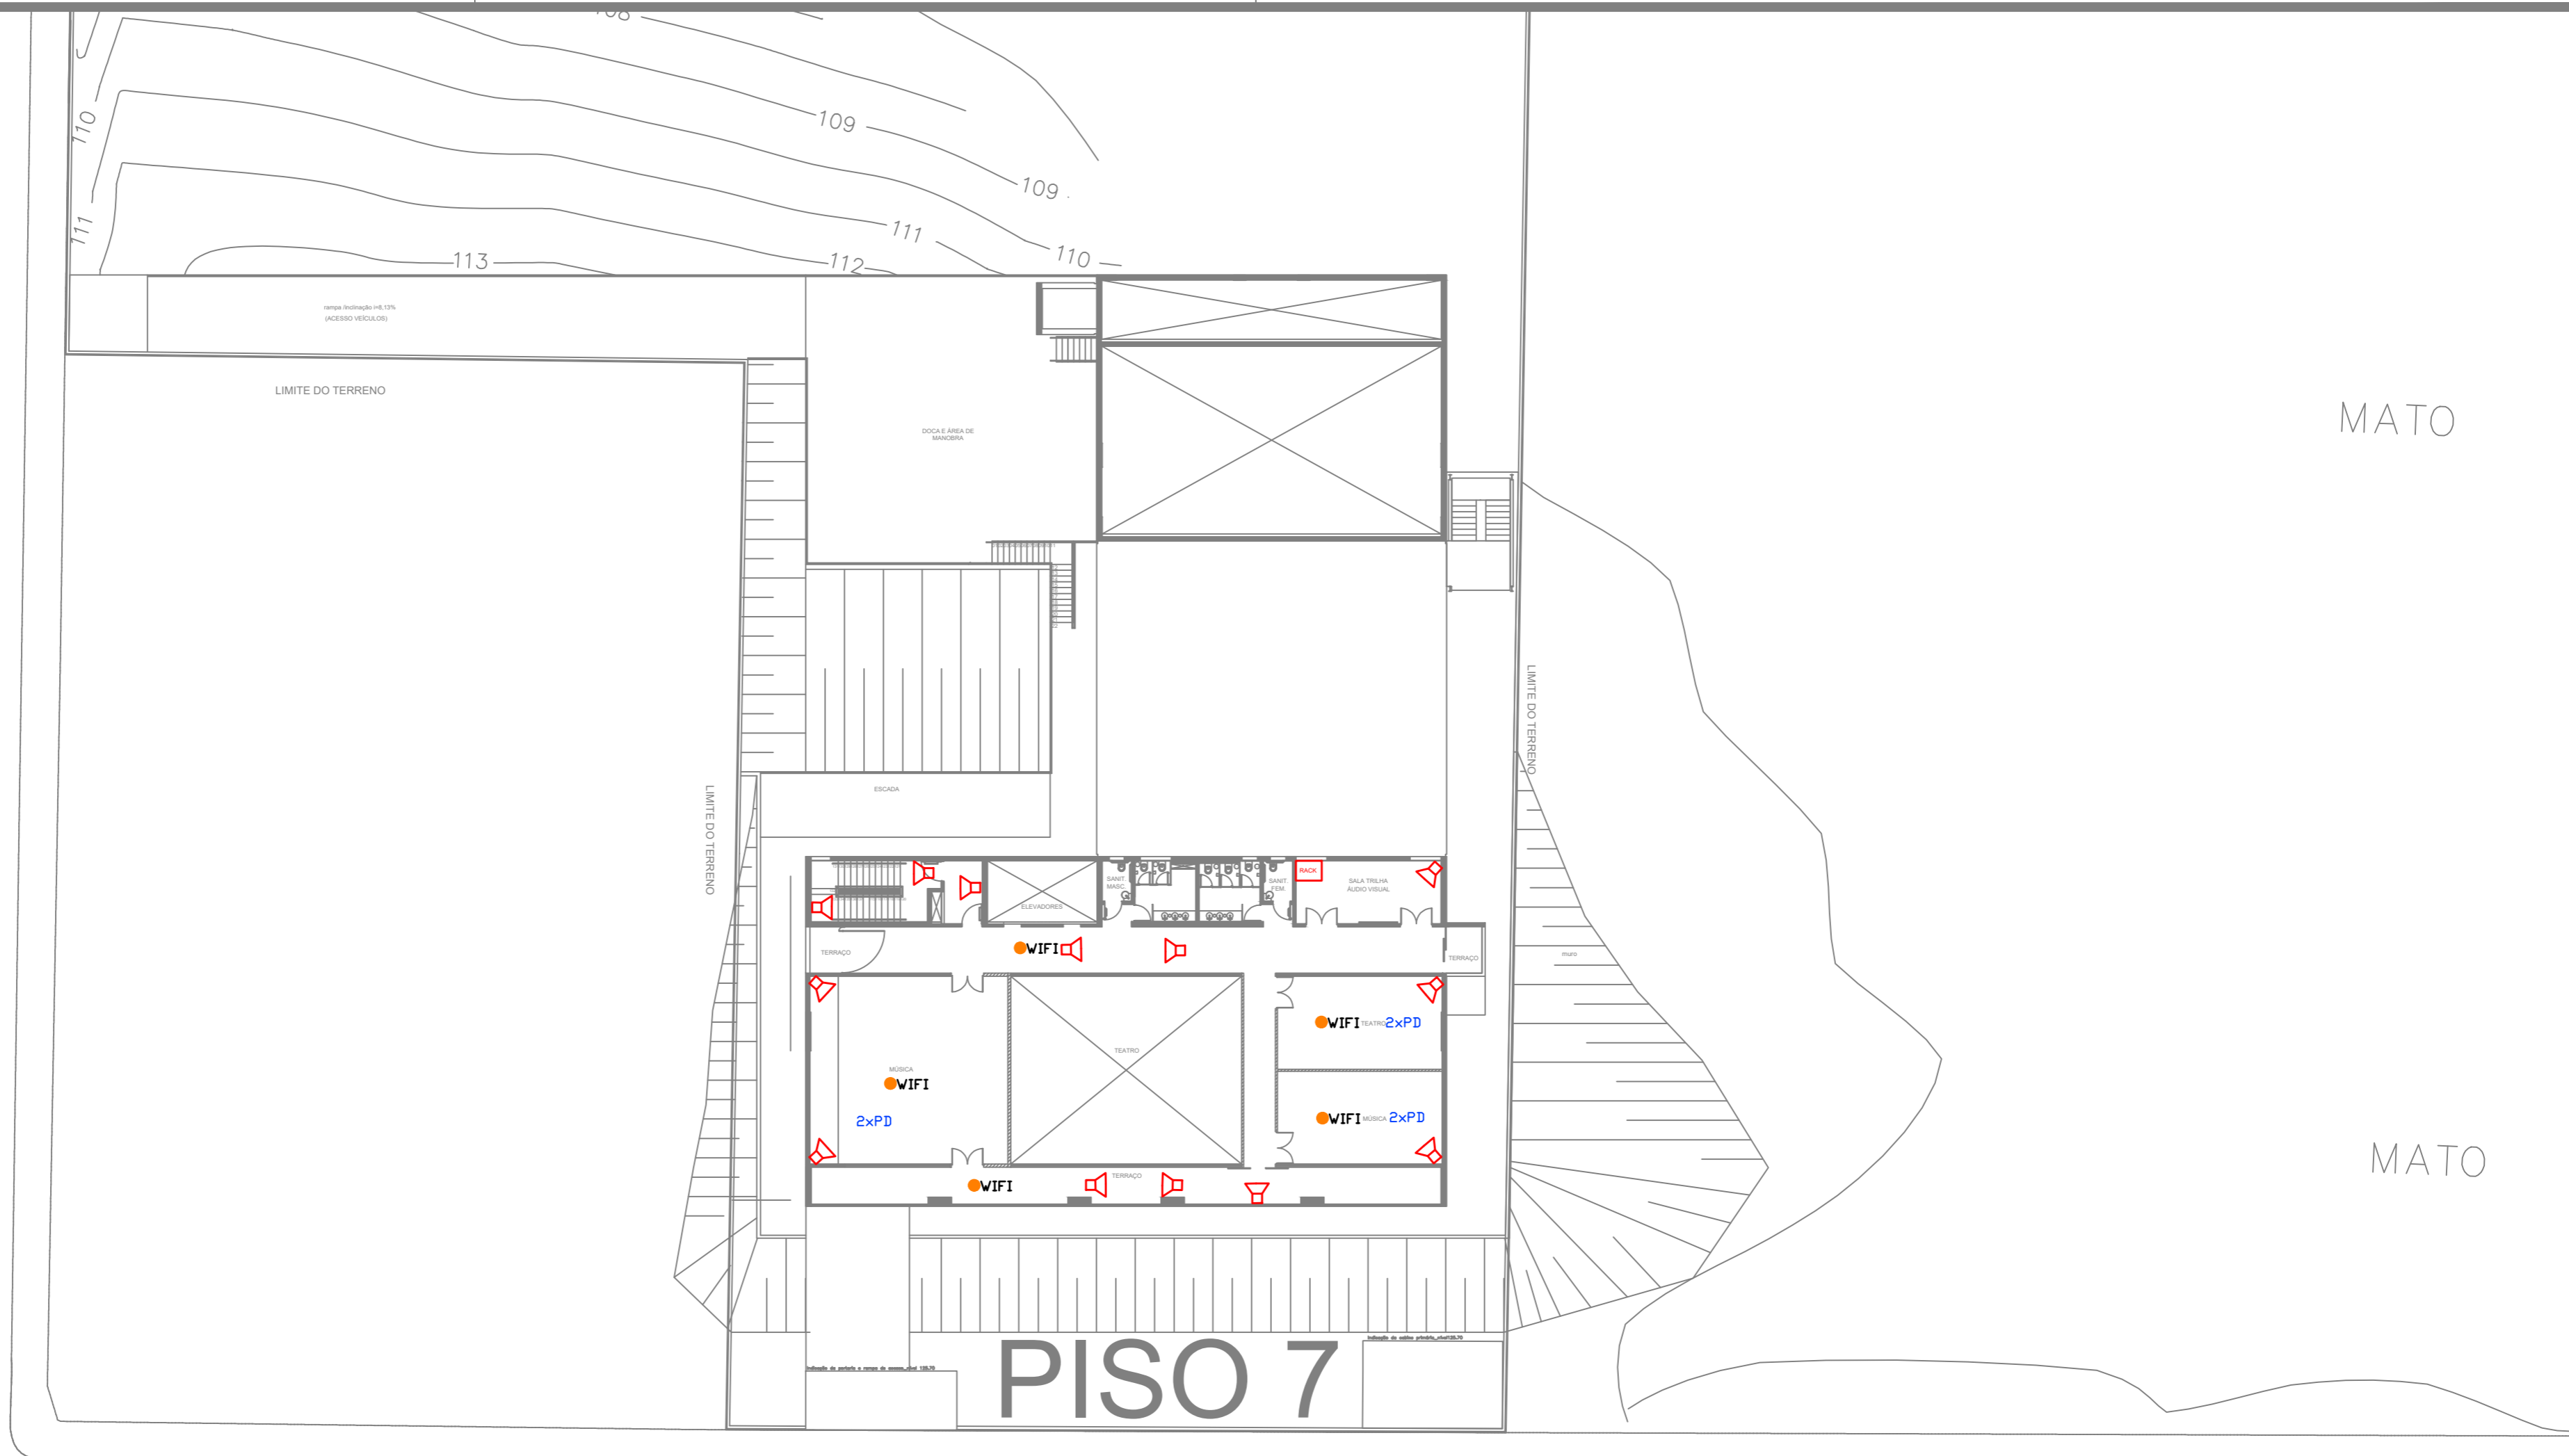 109
110
109
111
111
110
113
112
rampa /inclinação i=8,13%
(ACESSO VEÍCULOS)
LIMITE DO TERRENO
DOCA E ÁREA DE
MANOBRA
MATO
LIMITE DO TERRENO
LIMITE DO TERRENO
ESCADA
SANIT.
MASC.
SANIT.
FEM.
RACK
SALA TRILHA
ÁUDIO VISUAL
ELEVADORES
TERRAÇO
WIFI
TERRAÇO
muro
WIFI TEATRO 2xPD
TEATRO
MÚSICA
WIFI
2xPD
WIFI MÚSICA 2xPD
MATO
TERRAÇO
WIFI
PISO 7